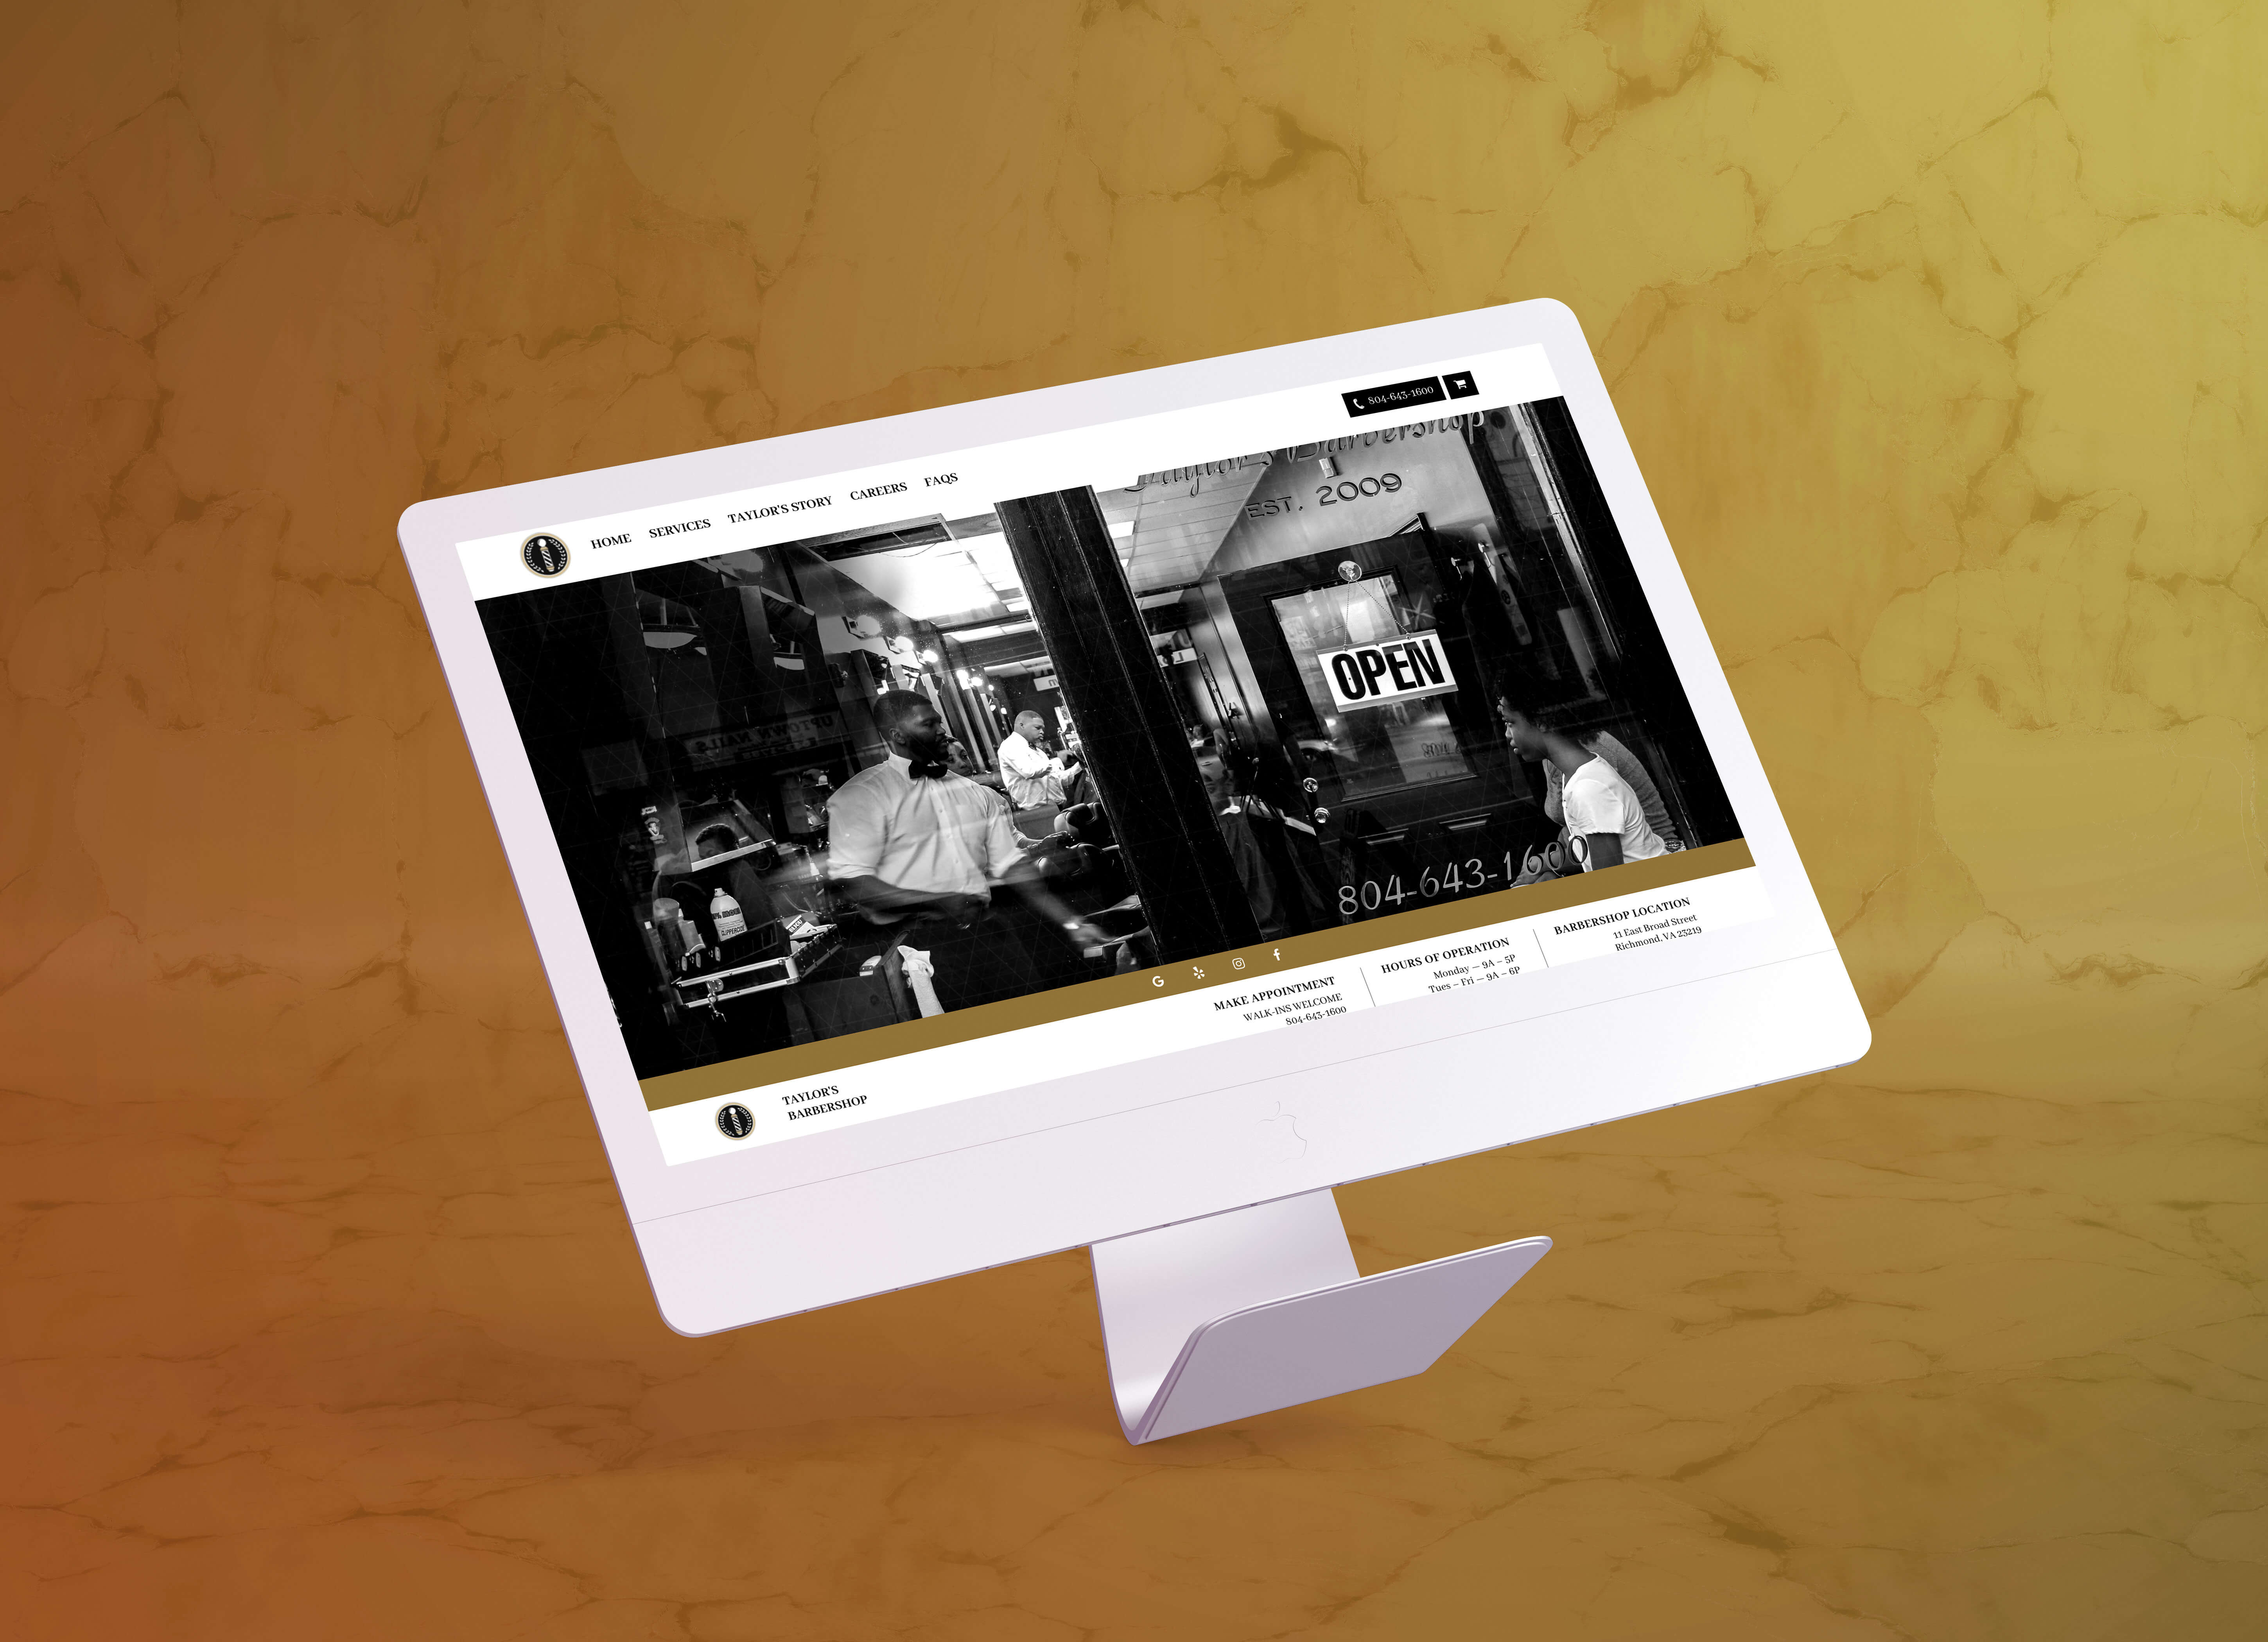 HOME SERVICES TAYLOR'S STORY CAREERS FAQS
804-643-1600
Taylor's Barbershop
EST. 2009
OPEN
UPTOWN NAILS
804-643-1600
TAYLOR'S
BARBERSHOP
MAKE APPOINTMENT
WALK-INS WELCOME
804-643-1600
HOURS OF OPERATION
Monday — 9A – 5P
Tues – Fri — 9A – 6P
BARBERSHOP LOCATION
11 East Broad Street
Richmond, VA 23219